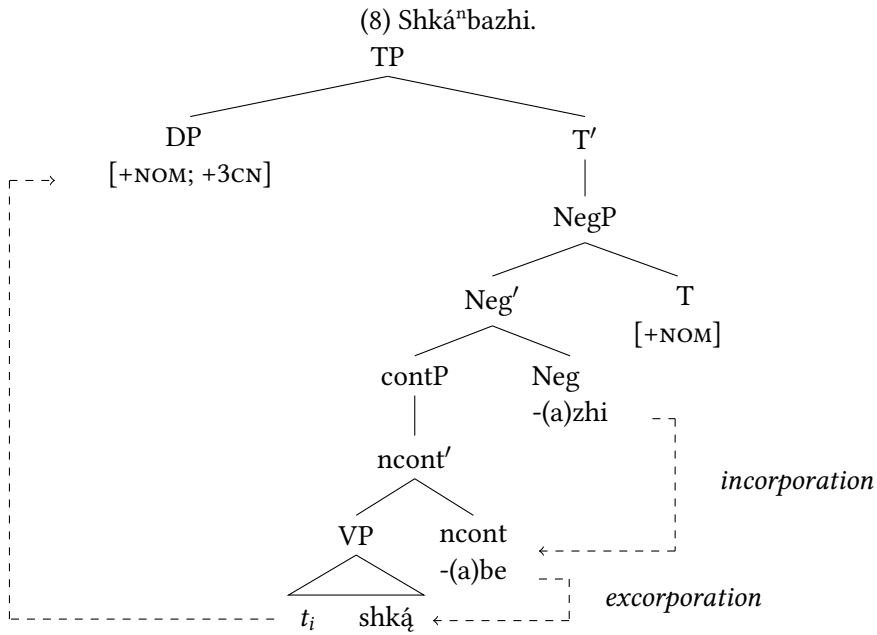 (8) Shkáⁿbazhi.
TP
DP T′
[+NOM; +3CN]
NegP
Neg′ T
[+NOM]
contP Neg
-(a)zhi
ncont′
incorporation
VP ncont
-(a)be
excorporation
tᵢ shką́